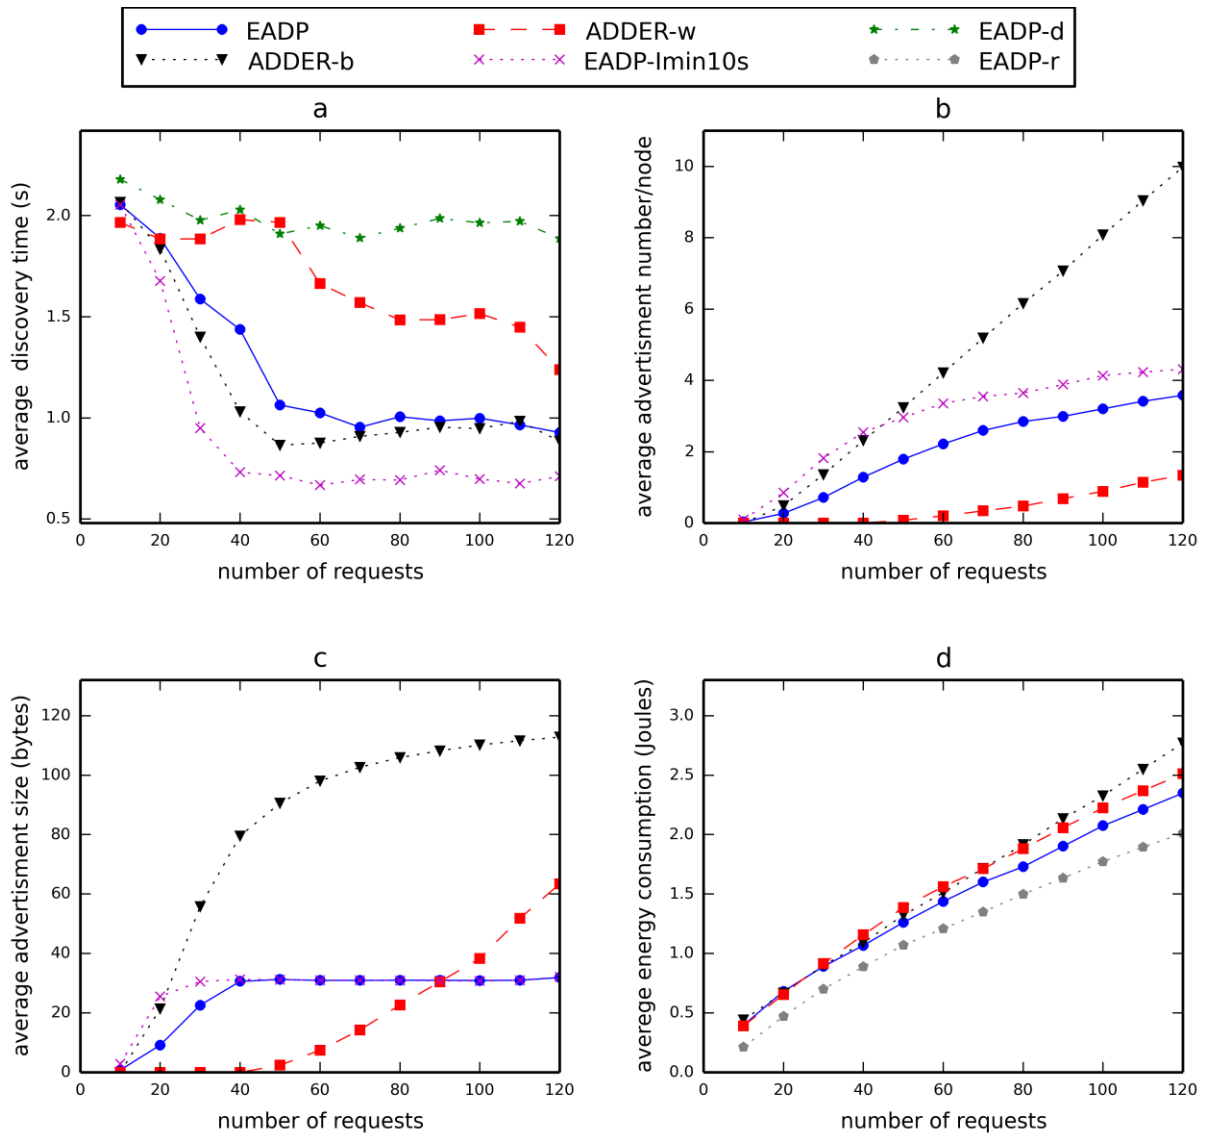 EADP ADDER-w EADP-d
ADDER-b EADP-Imin10s EADP-r
a
average  discovery time (s)
2.0
1.5
1.0
0.5
0 20 40 60 80 100 120
number of requests
b
average advertisment number/node
10
8
6
4
2
0
0 20 40 60 80 100 120
number of requests
c
average advertisment size (bytes)
120
100
80
60
40
20
0
0 20 40 60 80 100 120
number of requests
d
averege energy consumption (Joules)
3.0
2.5
2.0
1.5
1.0
0.5
0.0
0 20 40 60 80 100 120
number of requests